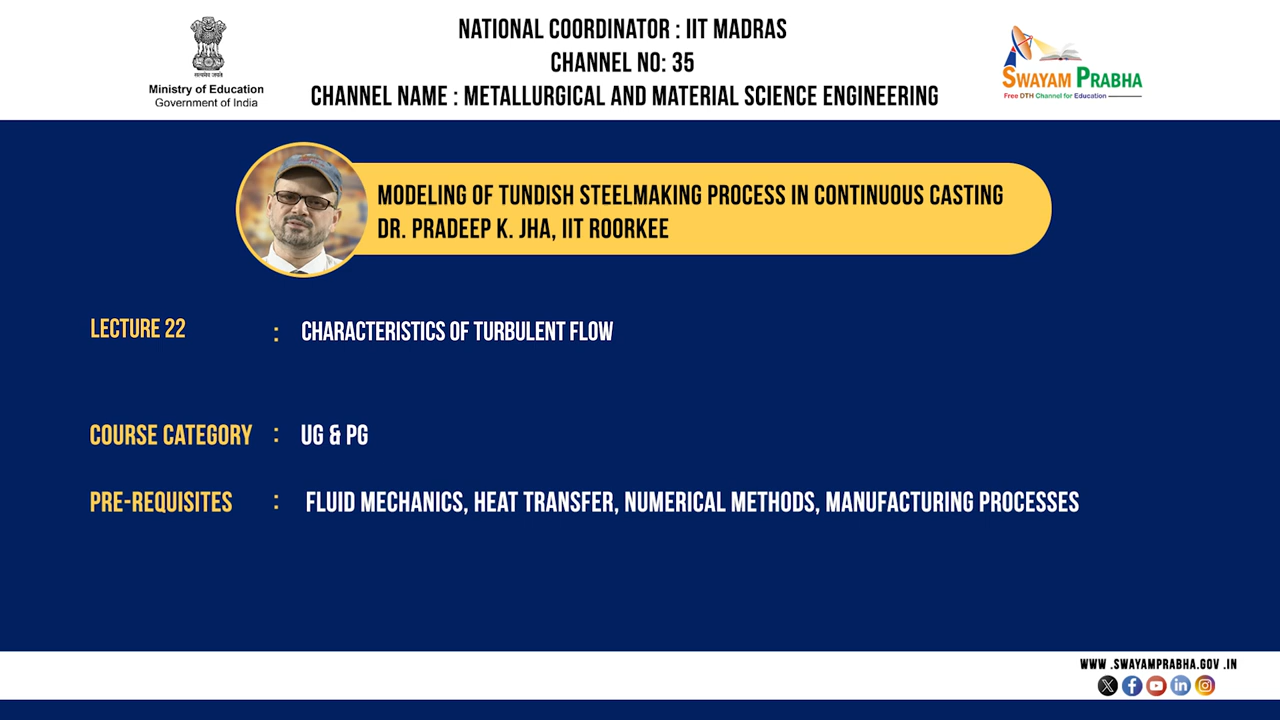 NATIONAL COORDINATOR : IIT MADRAS
CHANNEL NO: 35
CHANNEL NAME : METALLURGICAL AND MATERIAL SCIENCE ENGINEERING
सत्यमेव जयते
Ministry of Education
Government of India
SWAYAM PRABHA
Free DTH Channel for Education
MODELING OF TUNDISH STEELMAKING PROCESS IN CONTINUOUS CASTING
DR. PRADEEP K. JHA, IIT ROORKEE
LECTURE 22 : CHARACTERISTICS OF TURBULENT FLOW
COURSE CATEGORY : UG & PG
PRE-REQUISITES : FLUID MECHANICS, HEAT TRANSFER, NUMERICAL METHODS, MANUFACTURING PROCESSES
WWW .SWAYAMPRABHA.GOV .IN